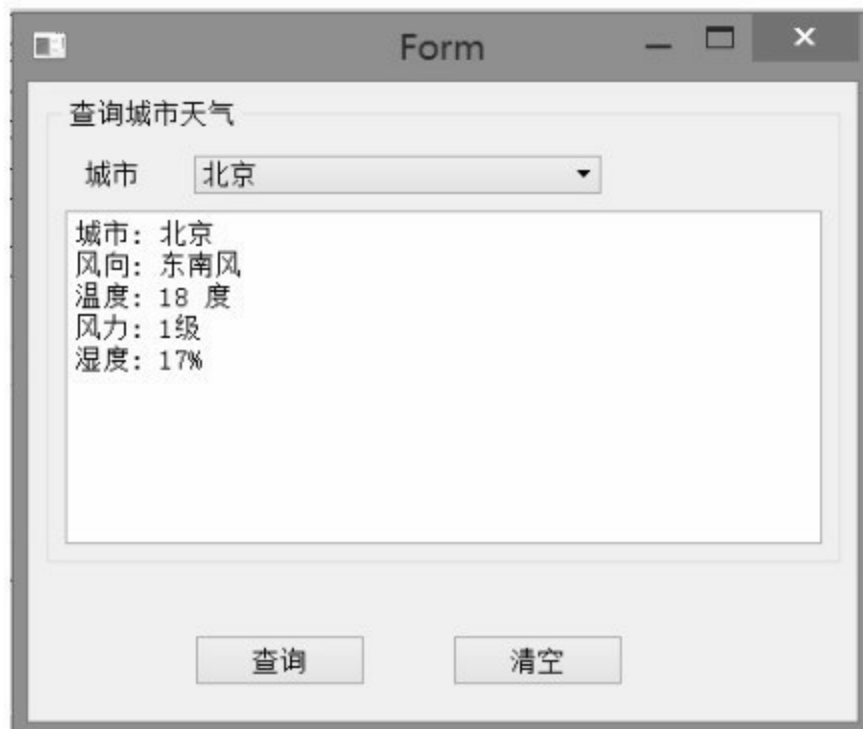 Form
查询城市天气
城市 北京
城市: 北京
风向: 东南风
温度: 18 度
风力: 1级
湿度: 17%
查询 清空